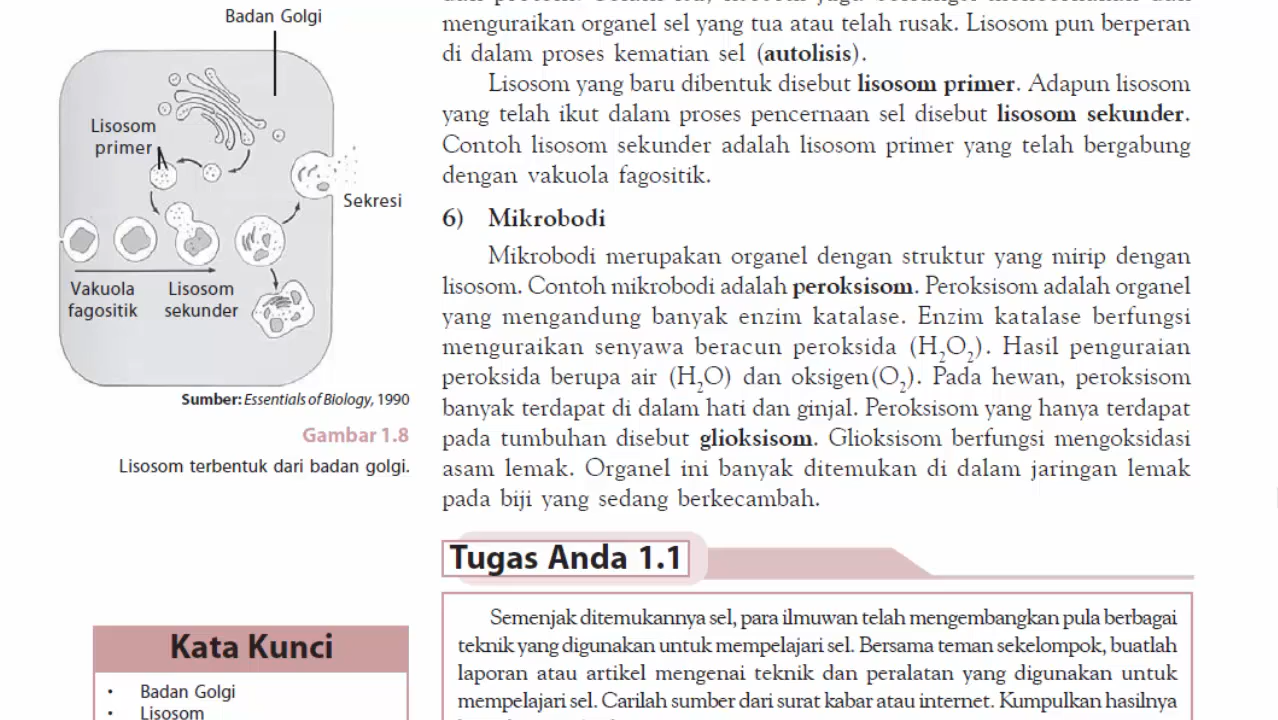 Badan Golgi
Lisosom
primer
Sekresi
Vakuola
fagositik
Lisosom
sekunder
Sumber: Essentials of Biology, 1990
Gambar 1.8
Lisosom terbentuk dari badan golgi.
Kata Kunci
• Badan Golgi
• Lisosom
menguraikan organel sel yang tua atau telah rusak. Lisosom pun berperan
di dalam proses kematian sel (autolisis).
Lisosom yang baru dibentuk disebut lisosom primer. Adapun lisosom
yang telah ikut dalam proses pencernaan sel disebut lisosom sekunder.
Contoh lisosom sekunder adalah lisosom primer yang telah bergabung
dengan vakuola fagositik.
6) Mikrobodi
Mikrobodi merupakan organel dengan struktur yang mirip dengan
lisosom. Contoh mikrobodi adalah peroksisom. Peroksisom adalah organel
yang mengandung banyak enzim katalase. Enzim katalase berfungsi
menguraikan senyawa beracun peroksida (H₂O₂). Hasil penguraian
peroksida berupa air (H₂O) dan oksigen(O₂). Pada hewan, peroksisom
banyak terdapat di dalam hati dan ginjal. Peroksisom yang hanya terdapat
pada tumbuhan disebut glioksisom. Glioksisom berfungsi mengoksidasi
asam lemak. Organel ini banyak ditemukan di dalam jaringan lemak
pada biji yang sedang berkecambah.
Tugas Anda 1.1
Semenjak ditemukannya sel, para ilmuwan telah mengembangkan pula berbagai
teknik yang digunakan untuk mempelajari sel. Bersama teman sekelompok, buatlah
laporan atau artikel mengenai teknik dan peralatan yang digunakan untuk
mempelajari sel. Carilah sumber dari surat kabar atau internet. Kumpulkan hasilnya